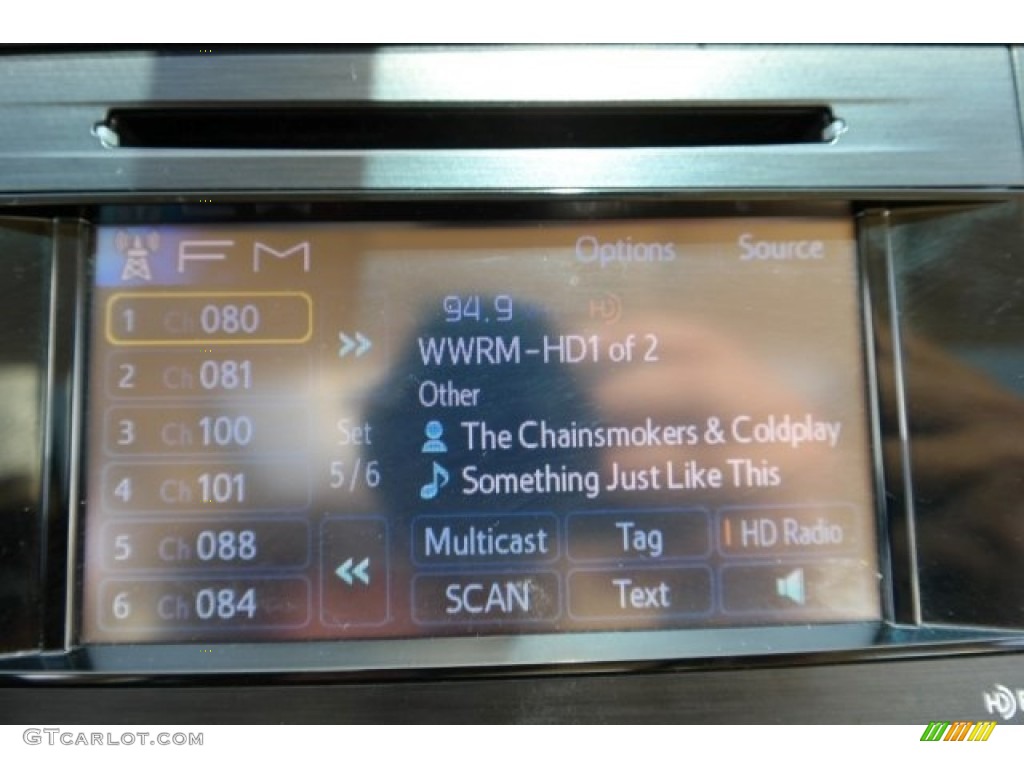 FM
Options
Source
1 Ch 080
2 Ch 081
3 Ch 100
4 Ch 101
5 Ch 088
6 Ch 084
Set
5/6
94.9
WWRM-HD1 of 2
Other
The Chainsmokers & Coldplay
Something Just Like This
Multicast
Tag
HD Radio
SCAN
Text
GTCARLOT.COM